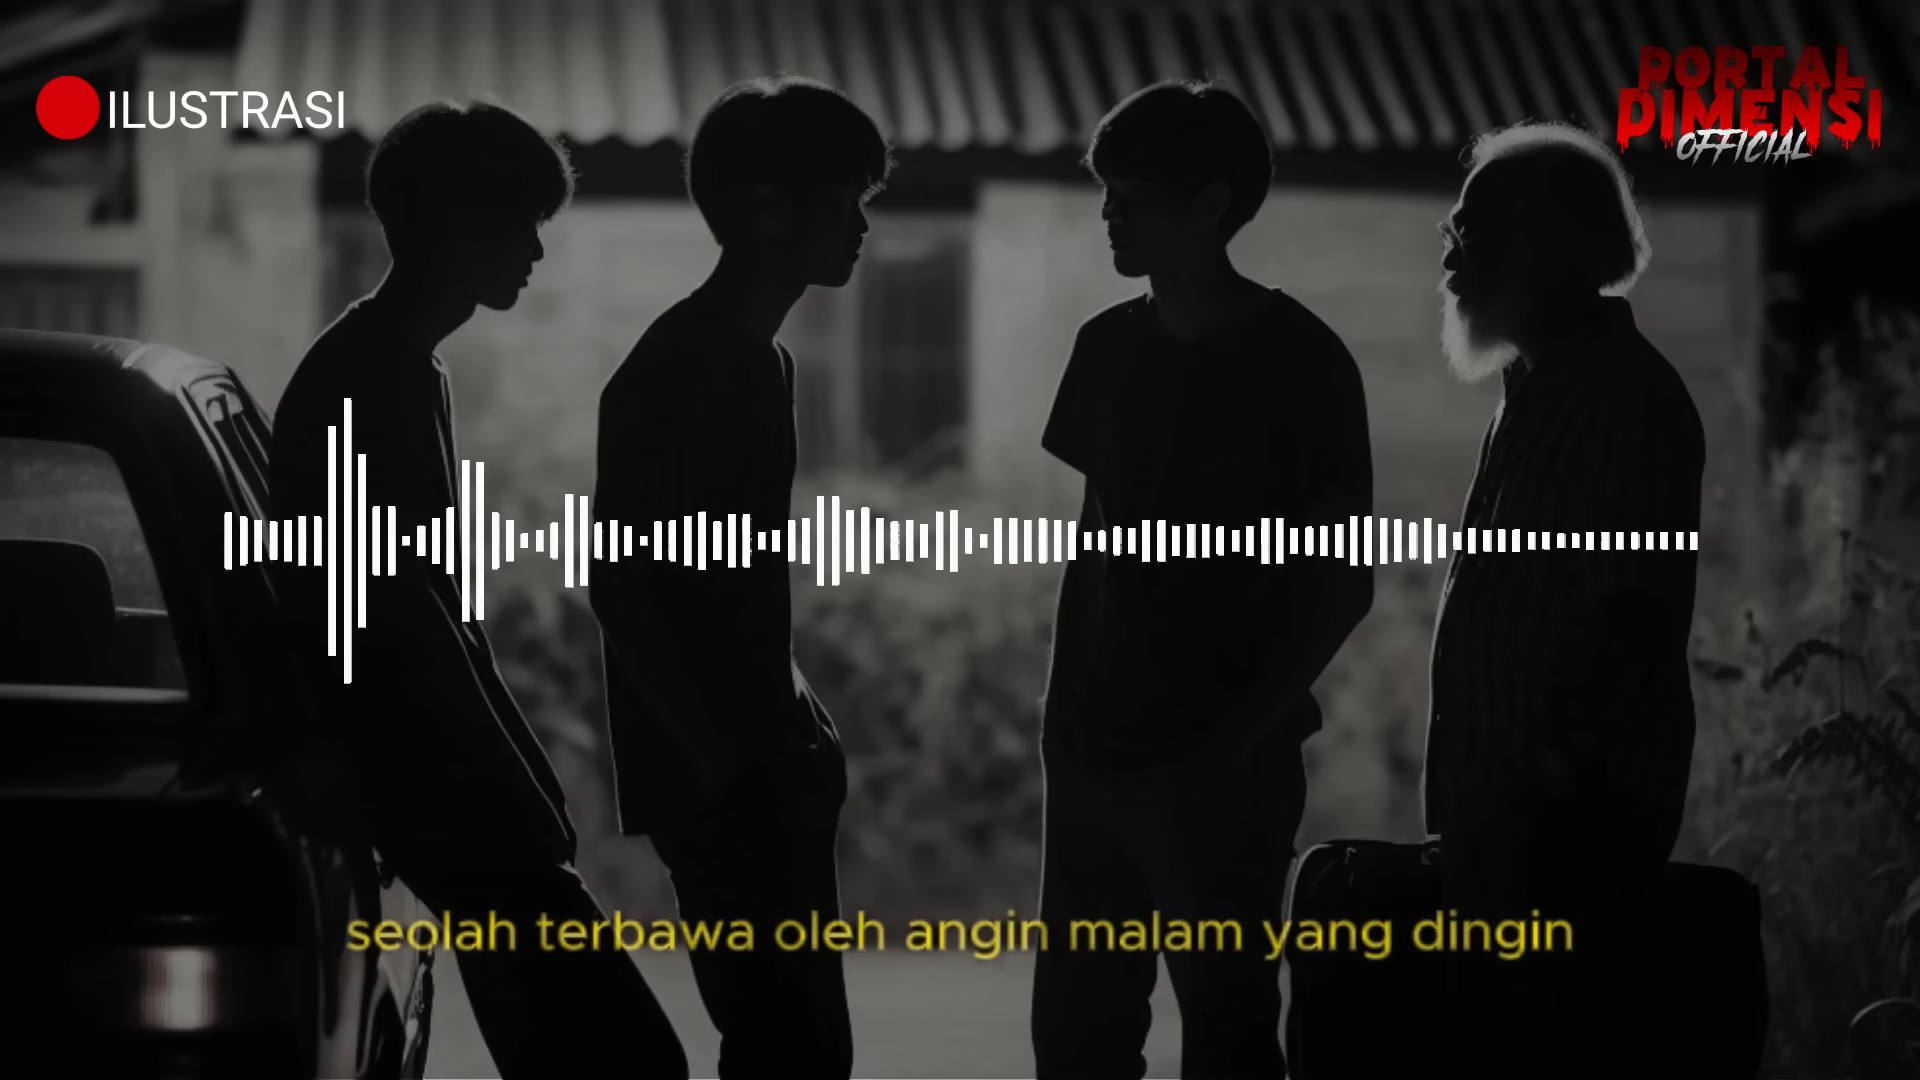 ILUSTRASI
PORTAL
DIMENSI
OFFICIAL
seolah terbawa oleh angin malam yang dingin